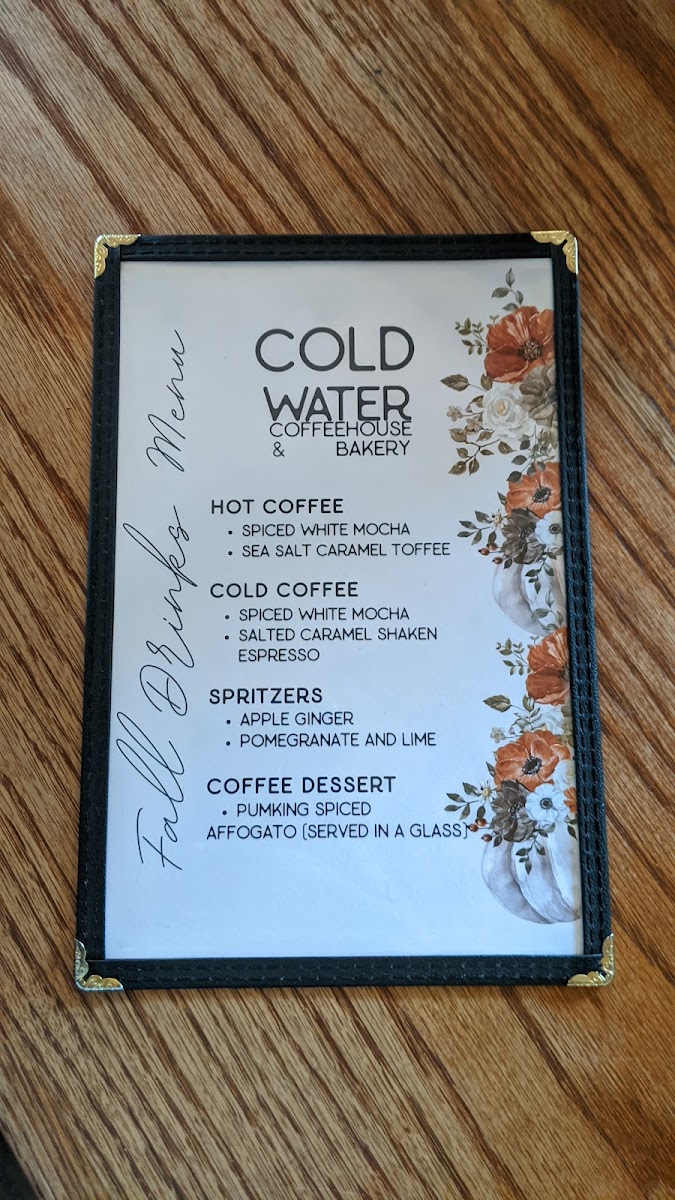 Fall Drinks Menu
COLD
WATER
COFFEEHOUSE
& BAKERY
HOT COFFEE
• SPICED WHITE MOCHA
• SEA SALT CARAMEL TOFFEE
COLD COFFEE
• SPICED WHITE MOCHA
• SALTED CARAMEL SHAKEN
ESPRESSO
SPRITZERS
• APPLE GINGER
• POMEGRANATE AND LIME
COFFEE DESSERT
• PUMKING SPICED
AFFOGATO (SERVED IN A GLASS)